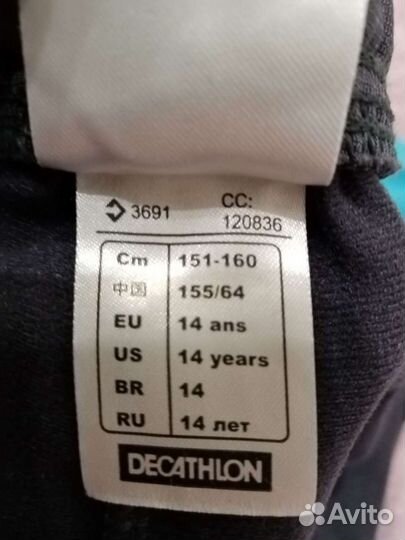 3691 CC:
120836
Cm 151-160
中国 155/64
EU 14 ans
US 14 years
BR 14
RU 14 лет
DECATHLON
Avito